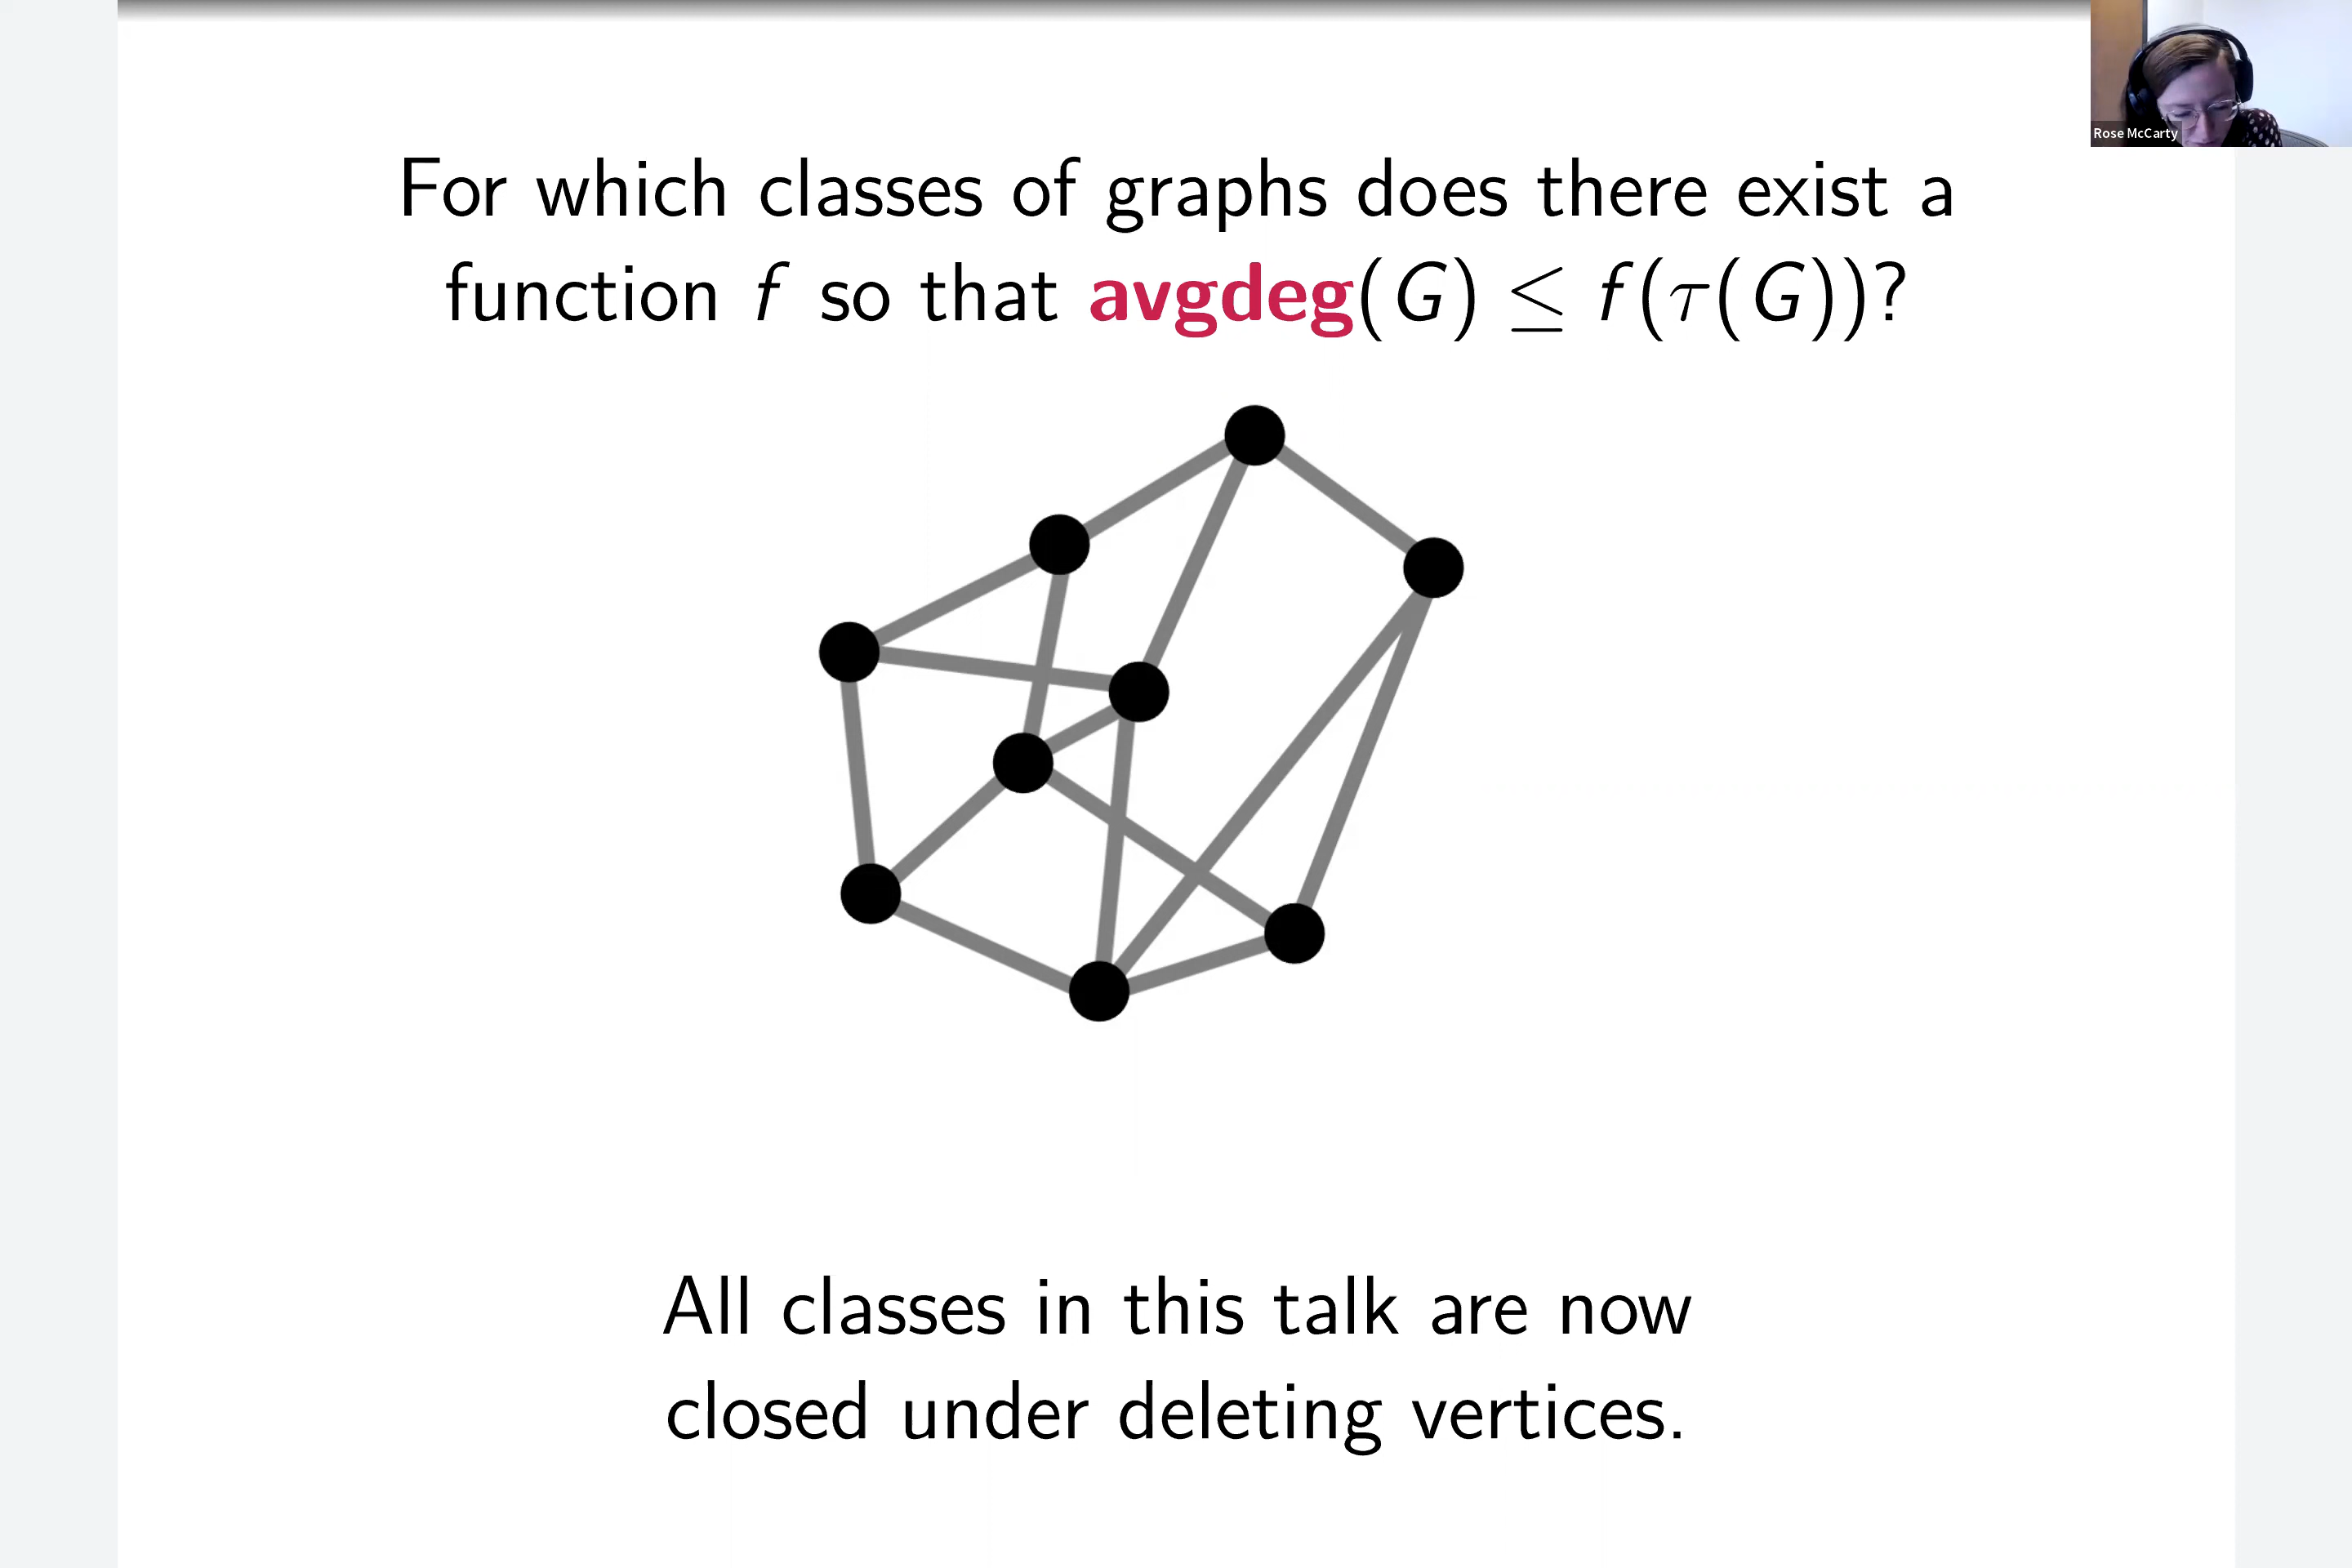 Rose McCarty
For which classes of graphs does there exist a
function f so that avgdeg(G) ≤ f(τ(G))?
All classes in this talk are now
closed under deleting vertices.